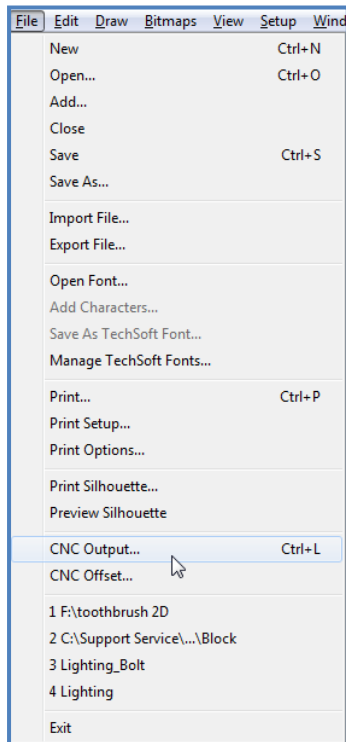 File Edit Draw Bitmaps View Setup Wind
New Ctrl+N
Open... Ctrl+O
Add...
Close
Save Ctrl+S
Save As...
Import File...
Export File...
Open Font...
Add Characters...
Save As TechSoft Font...
Manage TechSoft Fonts...
Print... Ctrl+P
Print Setup...
Print Options...
Print Silhouette...
Preview Silhouette
CNC Output... Ctrl+L
CNC Offset...
1 F:\toothbrush 2D
2 C:\Support Service\...\Block
3 Lighting_Bolt
4 Lighting
Exit